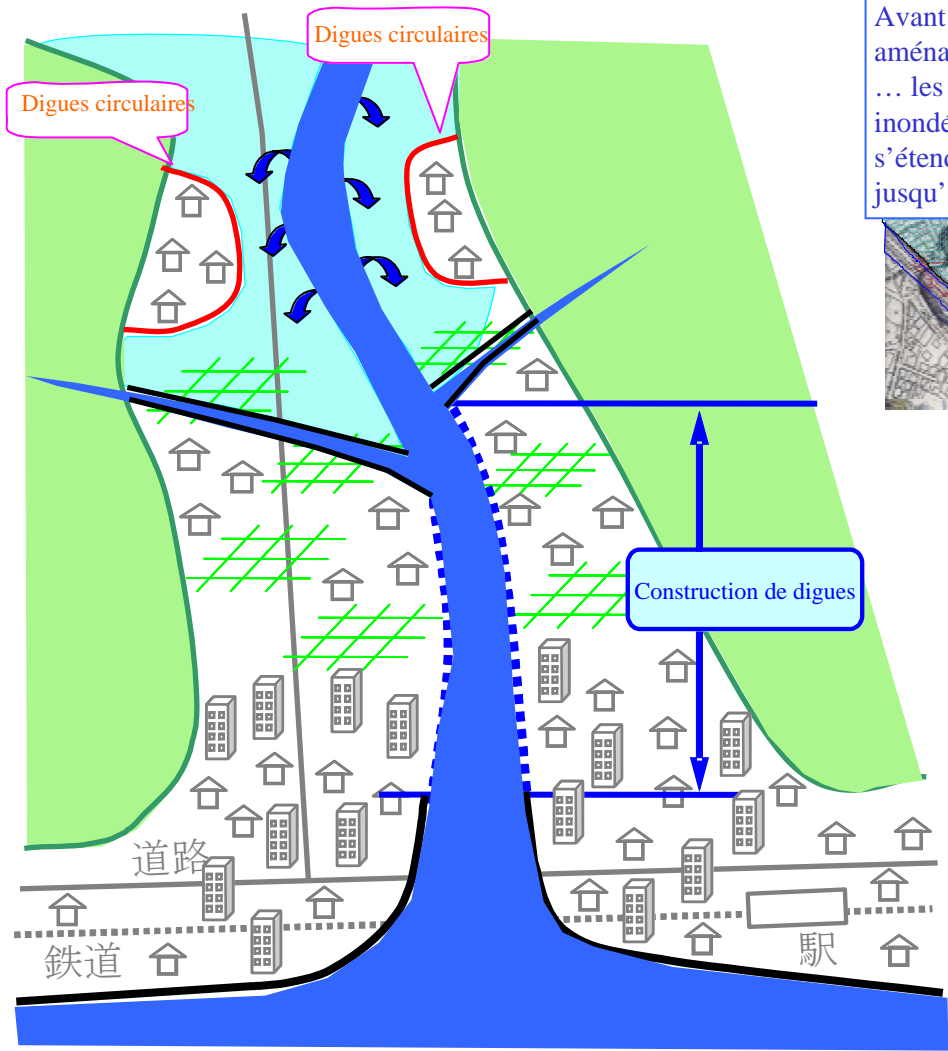 Digues circulaires
Digues circulaires
Avant
aména
… les
inondé
s’étend
jusqu’
Construction de digues
道路
鉄道
駅